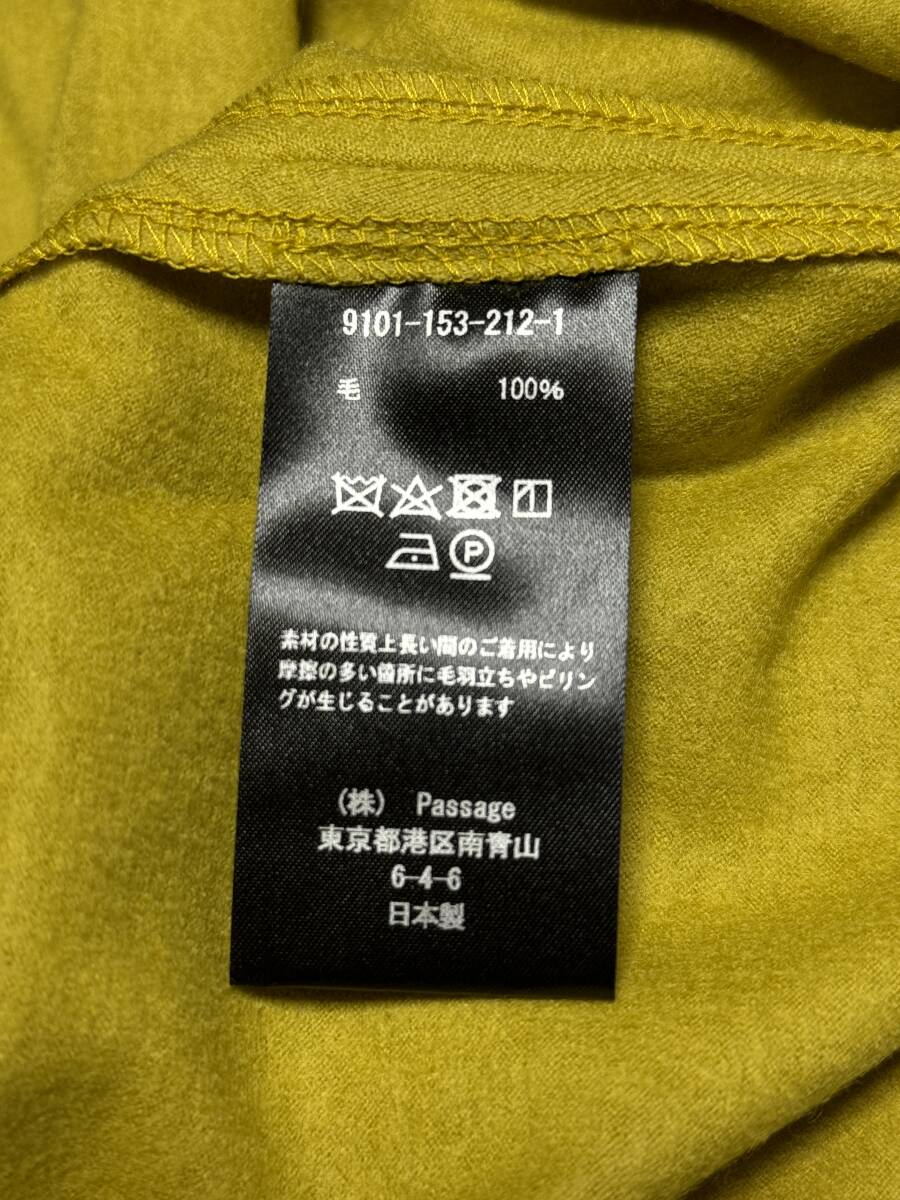 9101-153-212-1
毛 100%
P
素材の性質上長い間のご着用により
摩擦の多い箇所に毛羽立ちやピリン
グが生じることがあります
(株) Passage
東京都港区南青山
6-4-6
日本製